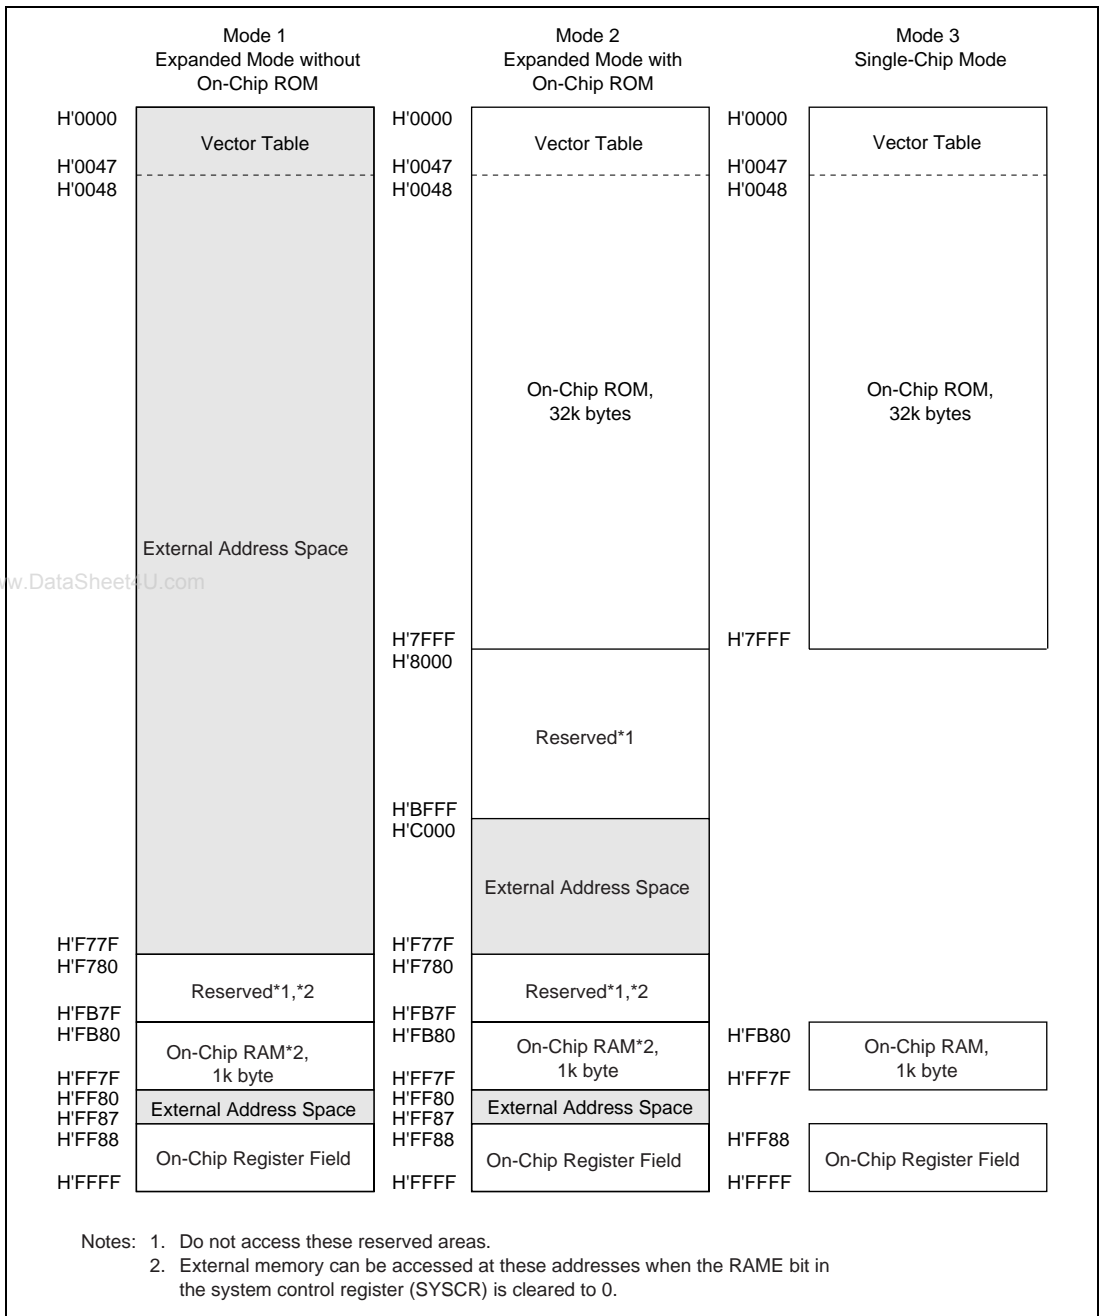 Mode 1
Expanded Mode without
On-Chip ROM
H'0000
Vector Table
H'0047
H'0048
External Address Space
H'F77F
H'F780
Reserved*1,*2
H'FB7F
H'FB80
On-Chip RAM*2,
1k byte
H'FF7F
H'FF80
External Address Space
H'FF87
H'FF88
On-Chip Register Field
H'FFFF
Mode 2
Expanded Mode with
On-Chip ROM
H'0000
Vector Table
H'0047
H'0048
On-Chip ROM,
32k bytes
H'7FFF
H'8000
Reserved*1
H'BFFF
H'C000
External Address Space
H'F77F
H'F780
Reserved*1,*2
H'FB7F
H'FB80
On-Chip RAM*2,
1k byte
H'FF7F
H'FF80
External Address Space
H'FF87
H'FF88
On-Chip Register Field
H'FFFF
Mode 3
Single-Chip Mode
H'0000
Vector Table
H'0047
H'0048
On-Chip ROM,
32k bytes
H'7FFF
H'FB80
On-Chip RAM,
1k byte
H'FF7F
H'FF88
On-Chip Register Field
H'FFFF
w.DataSheet4U.com
Notes: 1. Do not access these reserved areas.
2. External memory can be accessed at these addresses when the RAME bit in
the system control register (SYSCR) is cleared to 0.